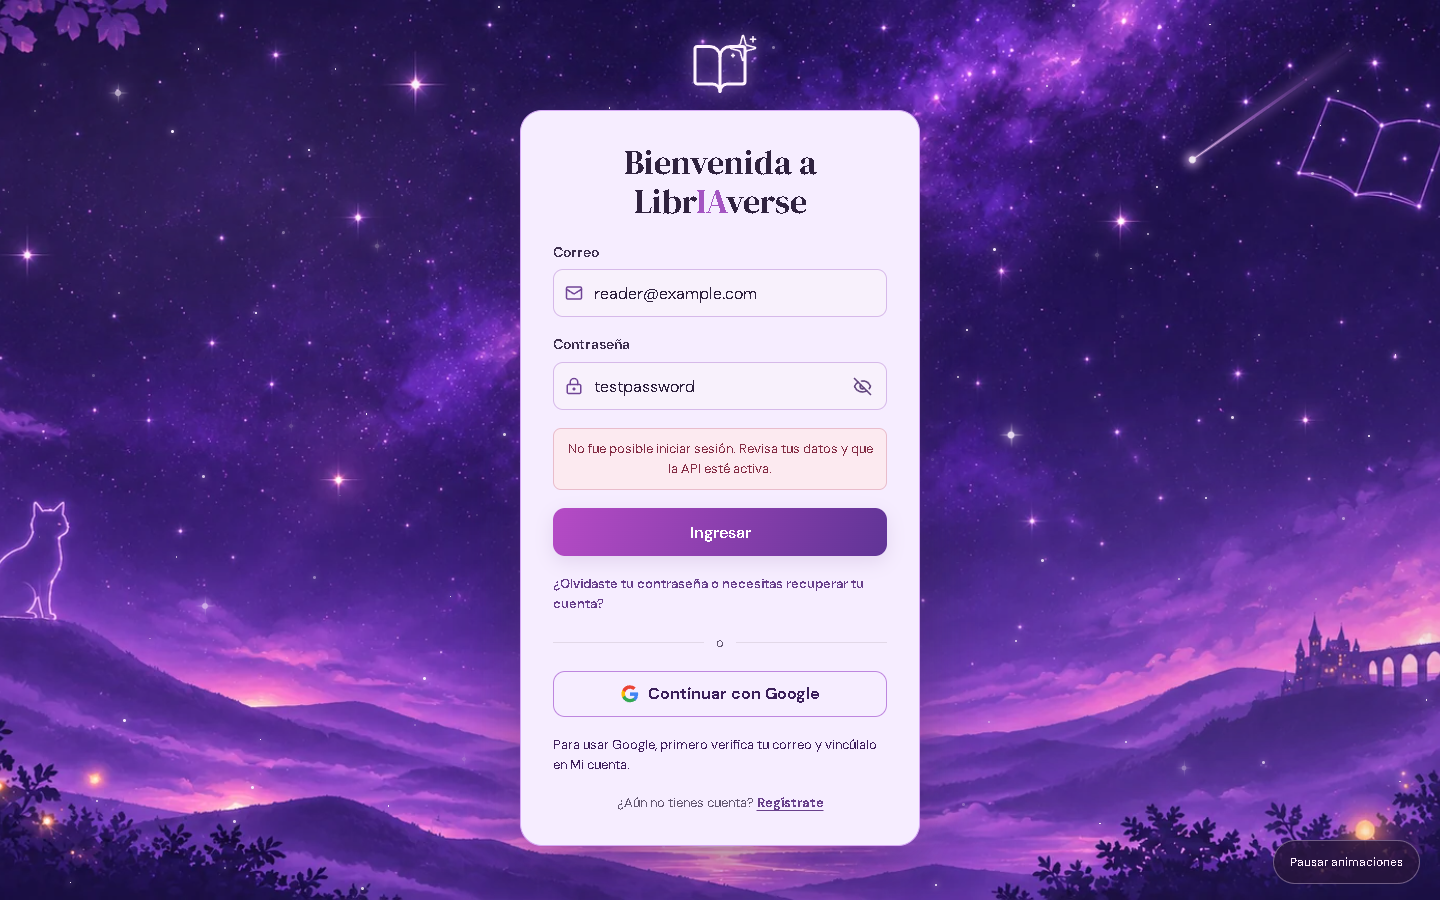 Bienvenida a
LibrIAverse
Correo
reader@example.com
Contraseña
testpassword
No fue posible iniciar sesión. Revisa tus datos y que
la API esté activa.
Ingresar
¿Olvidaste tu contraseña o necesitas recuperar tu
cuenta?
o
Continuar con Google
Para usar Google, primero verifica tu correo y vincúlalo
en Mi cuenta.
¿Aún no tienes cuenta? Regístrate
Pausar animaciones